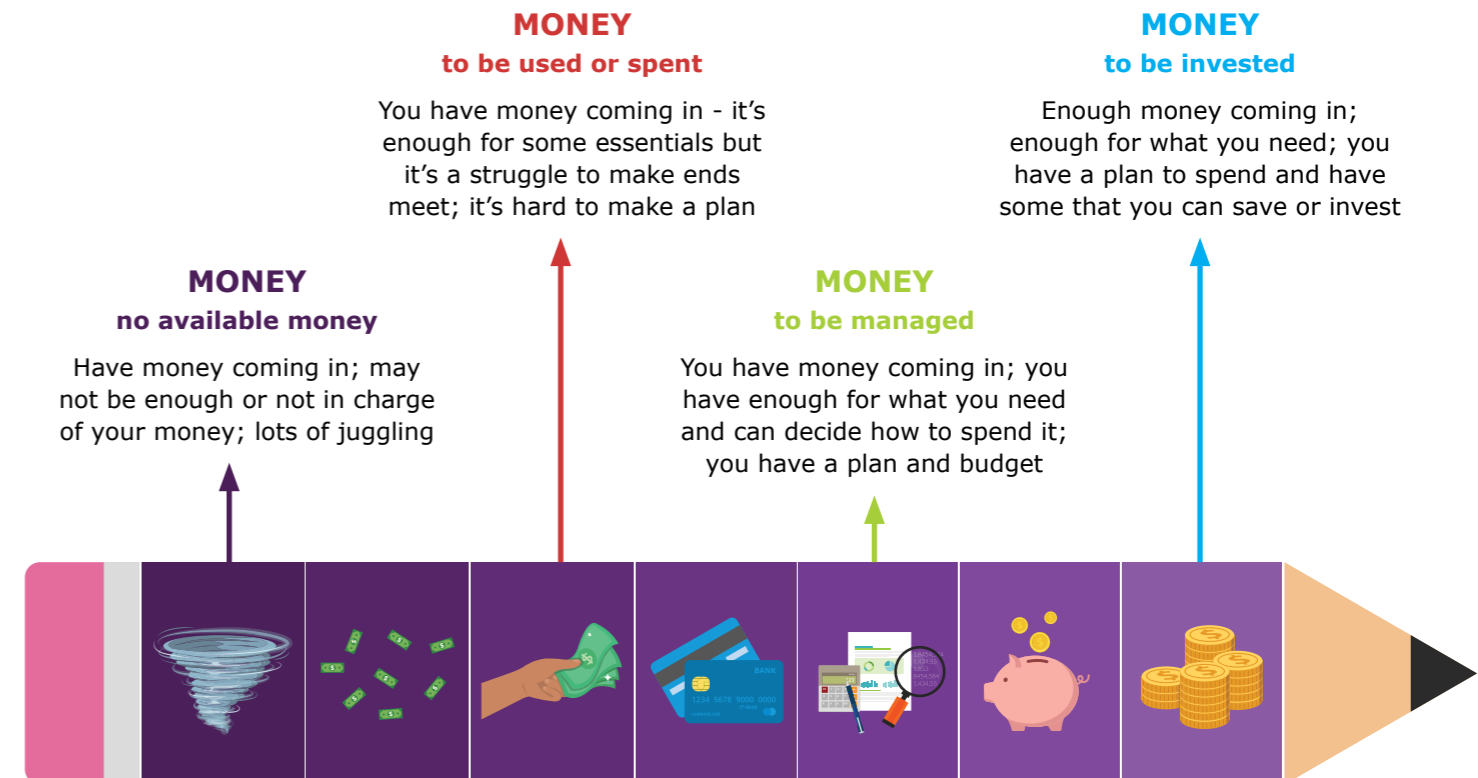 MONEY
to be used or spent
You have money coming in - it’s
enough for some essentials but
it’s a struggle to make ends
meet; it’s hard to make a plan
MONEY
to be invested
Enough money coming in;
enough for what you need; you
have a plan to spend and have
some that you can save or invest
MONEY
no available money
Have money coming in; may
not be enough or not in charge
of your money; lots of juggling
MONEY
to be managed
You have money coming in; you
have enough for what you need
and can decide how to spend it;
you have a plan and budget
BANK
1234 5678 9000 0000